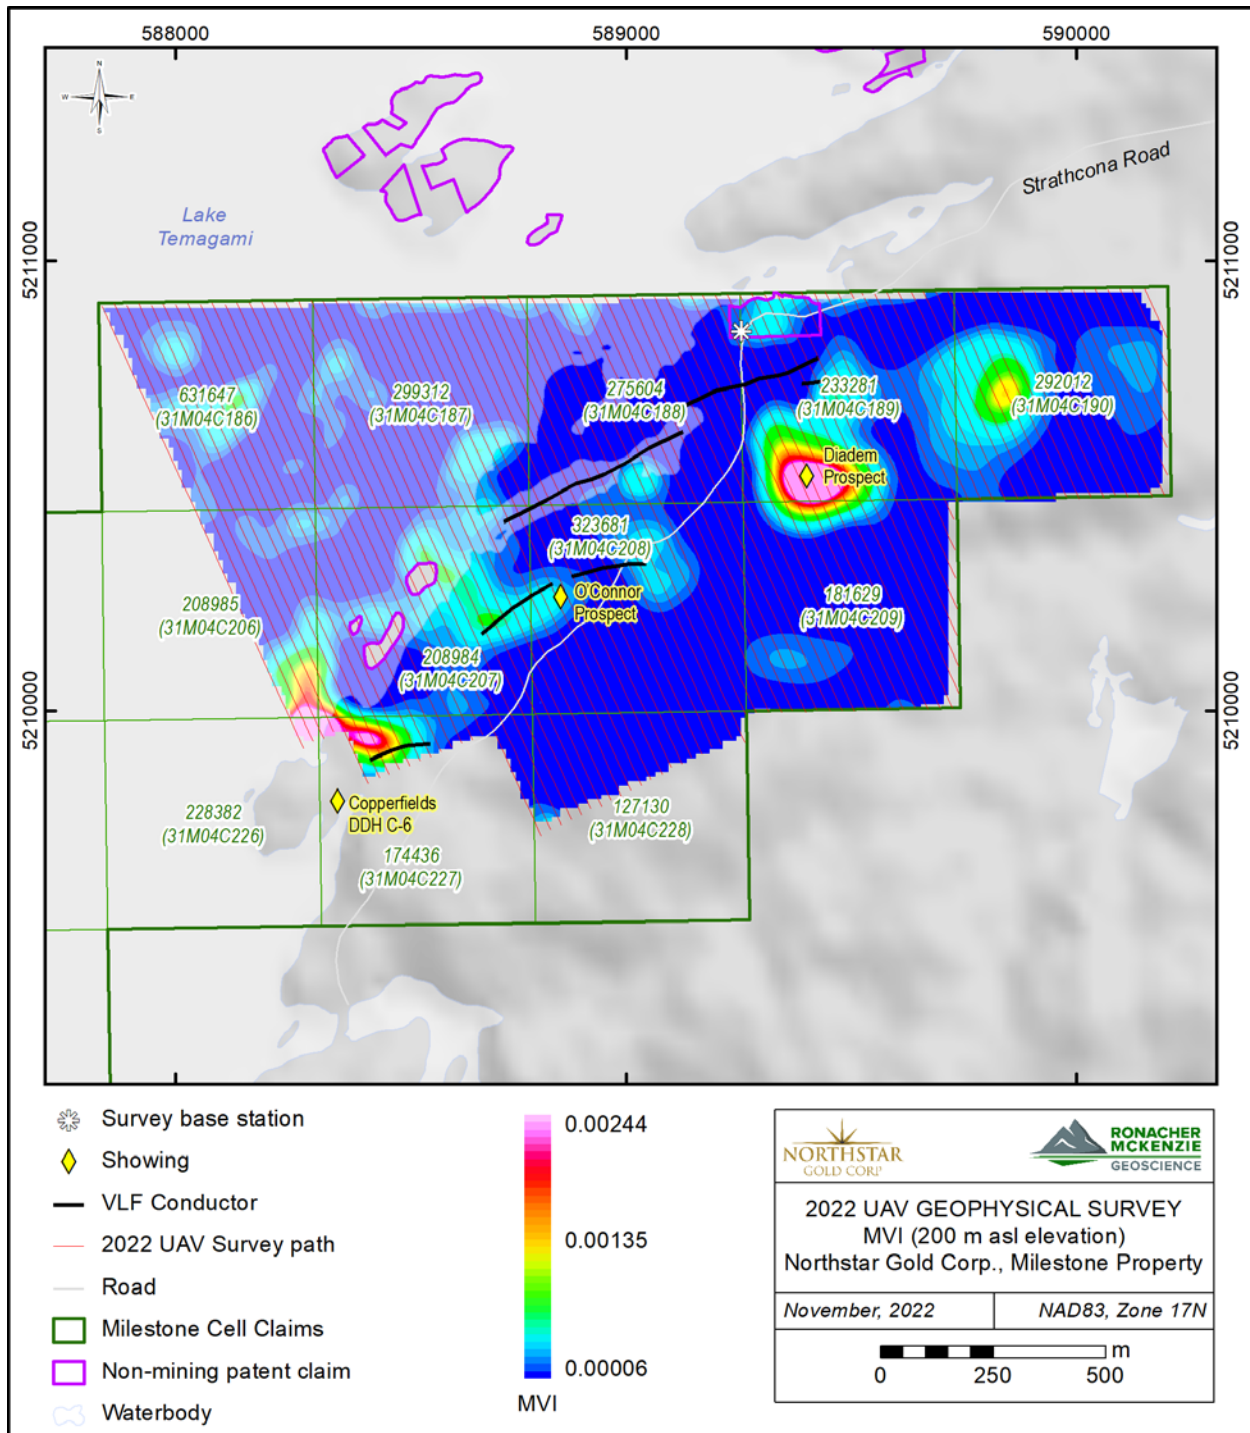 588000
589000
590000
N
W
E
S
Strathcona Road
Lake
Temagami
5211000
5211000
631647
(31M04C186)
299312
(31M04C187)
275604
(31M04C188)
233281
(31M04C189)
292012
(31M04C190)
Diadem
Prospect
323681
(31M04C208)
O'Connor
Prospect
208985
(31M04C206)
181629
(31M04C209)
208984
(31M04C207)
5210000
5210000
Copperfields
DDH C-6
228382
(31M04C226)
127130
(31M04C228)
174436
(31M04C227)
Survey base station
Showing
VLF Conductor
2022 UAV Survey path
Road
Milestone Cell Claims
Non-mining patent claim
Waterbody
0.00244
0.00135
0.00006
MVI
NORTHSTAR
GOLD CORP
RONACHER
MCKENZIE
GEOSCIENCE
2022 UAV GEOPHYSICAL SURVEY
MVI (200 m asl elevation)
Northstar Gold Corp., Milestone Property
November, 2022
NAD83, Zone 17N
m
0 250 500